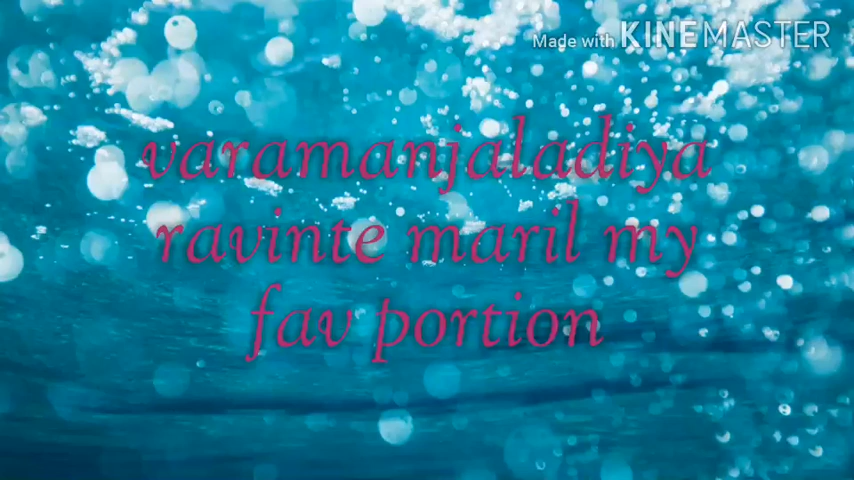 Made with KINEMASTER
varamanjaladiya
ravinte maril my
fav portion